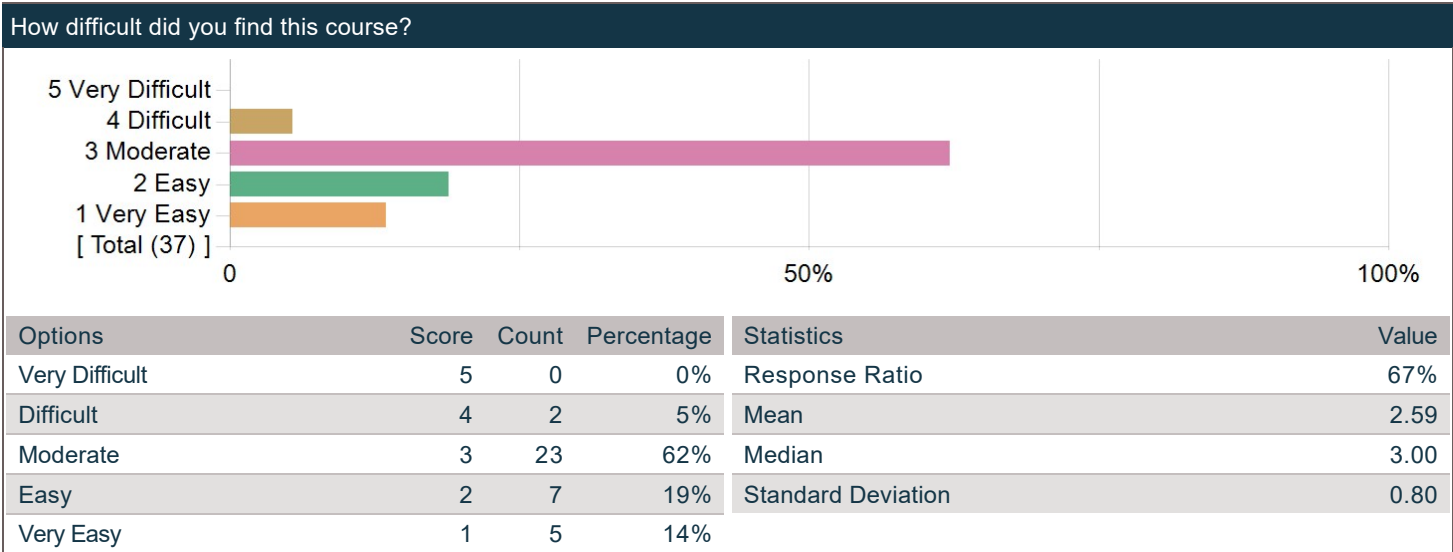 How difficult did you find this course?
5 Very Difficult
4 Difficult
3 Moderate
2 Easy
1 Very Easy
[ Total (37) ]
0 50% 100%
Options Score Count Percentage
Very Difficult 5 0 0%
Difficult 4 2 5%
Moderate 3 23 62%
Easy 2 7 19%
Very Easy 1 5 14%
Statistics Value
Response Ratio 67%
Mean 2.59
Median 3.00
Standard Deviation 0.80